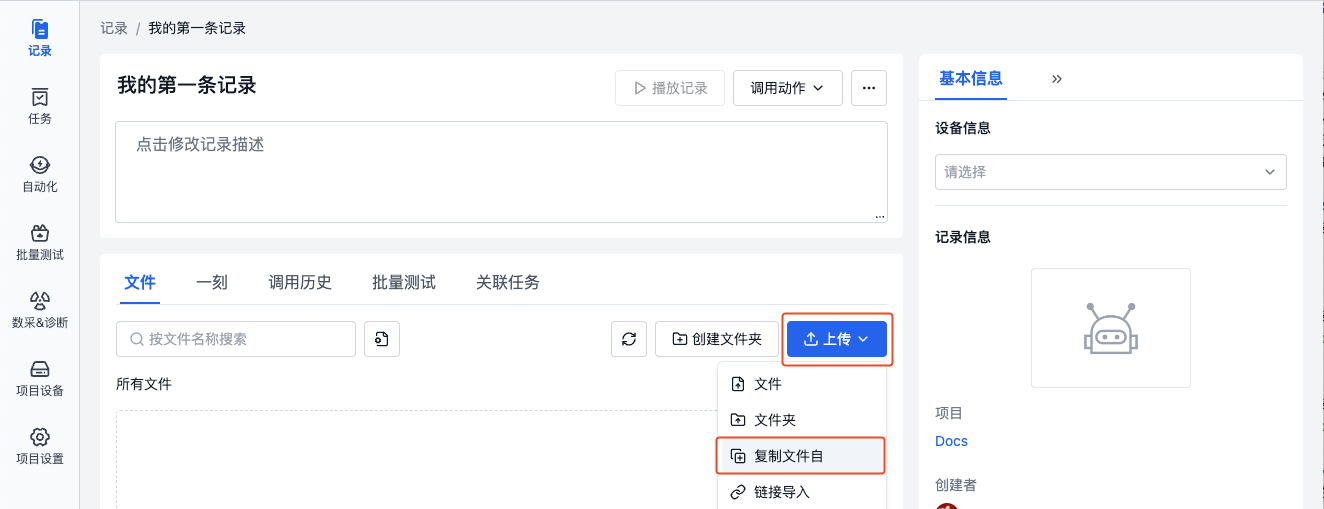 记录
任务
自动化
批量测试
数采&诊断
项目设备
项目设置
记录 / 我的第一条记录
我的第一条记录
播放记录
调用动作
点击修改记录描述
文件 一刻 调用历史 批量测试 关联任务
按文件名称搜索
创建文件夹
上传
所有文件
文件
文件夹
复制文件自
链接导入
基本信息
设备信息
请选择
记录信息
项目
Docs
创建者